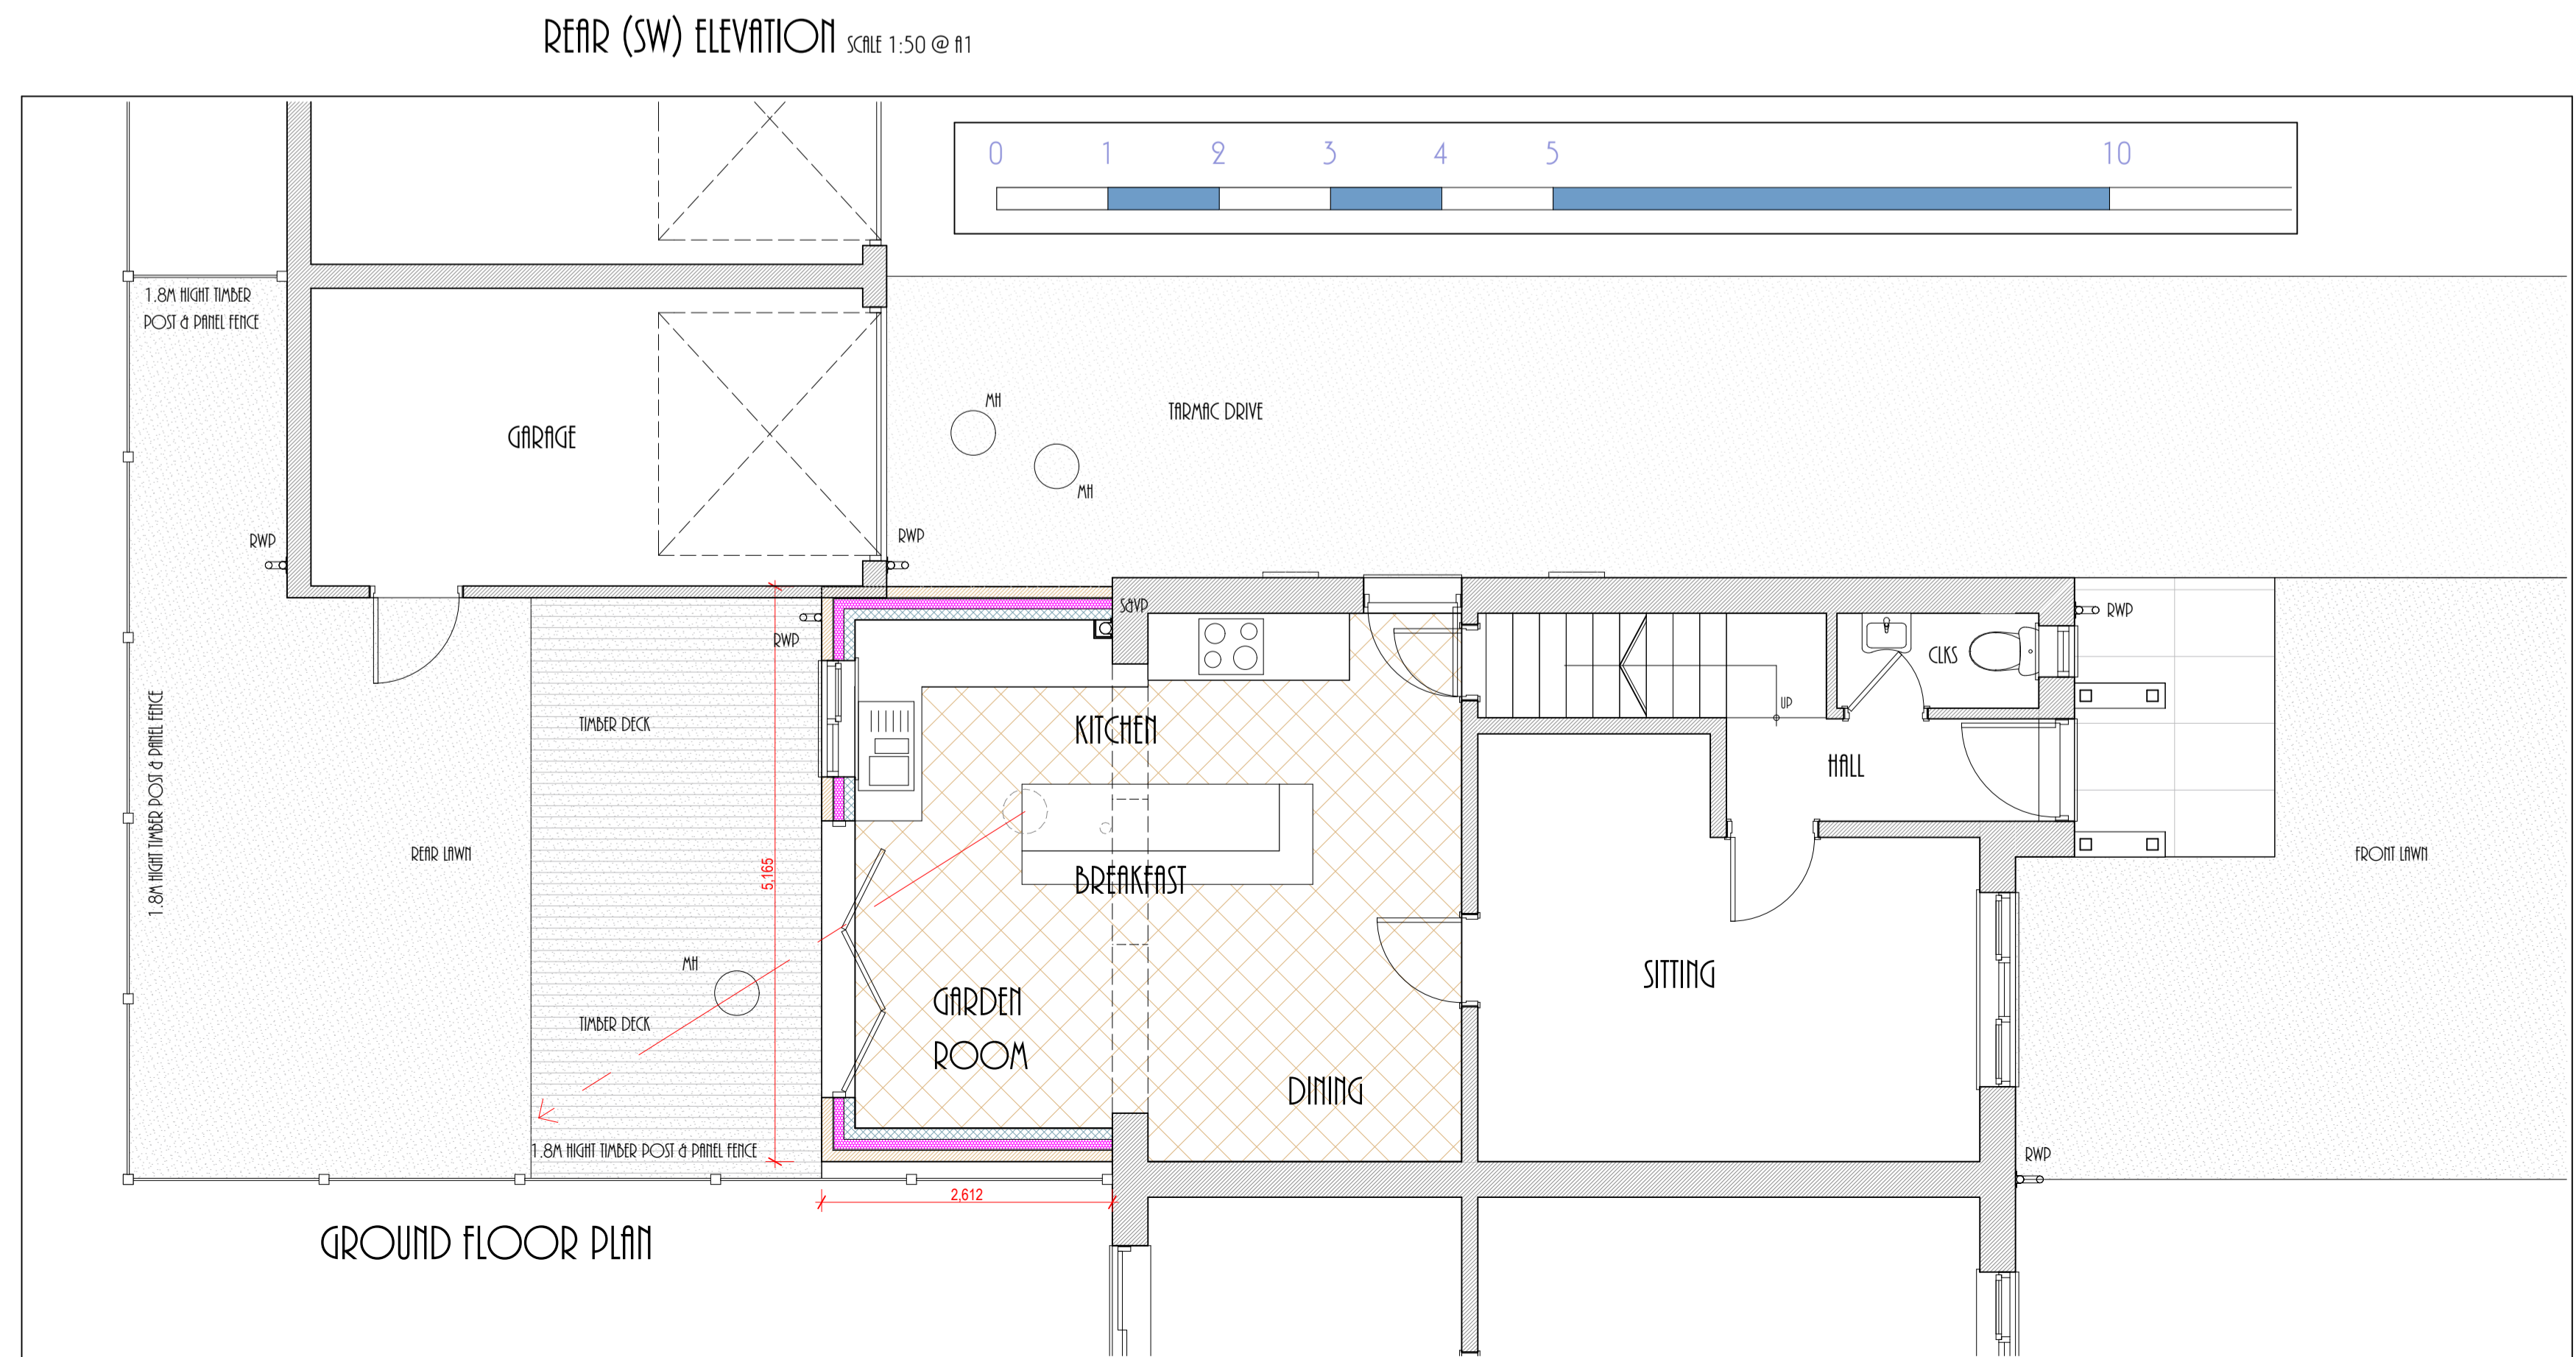 REAR (SW) ELEVATION SCALE 1:50 @ A1
0 1 2 3 4 5 10
1.8M HIGHT TIMBER
POST & PANEL FENCE
MH
TARMAC DRIVE
GARAGE
MH
RWP
RWP
S&VP
RWP
RWP
CLKS
1.8M HIGHT TIMBER POST & PANEL FENCE
TIMBER DECK
KITCHEN
UP
HALL
REAR LAWN
5,165
BREAKFAST
FRONT LAWN
MH
SITTING
GARDEN
ROOM
TIMBER DECK
DINING
1.8M HIGHT TIMBER POST & PANEL FENCE
RWP
2,612
GROUND FLOOR PLAN